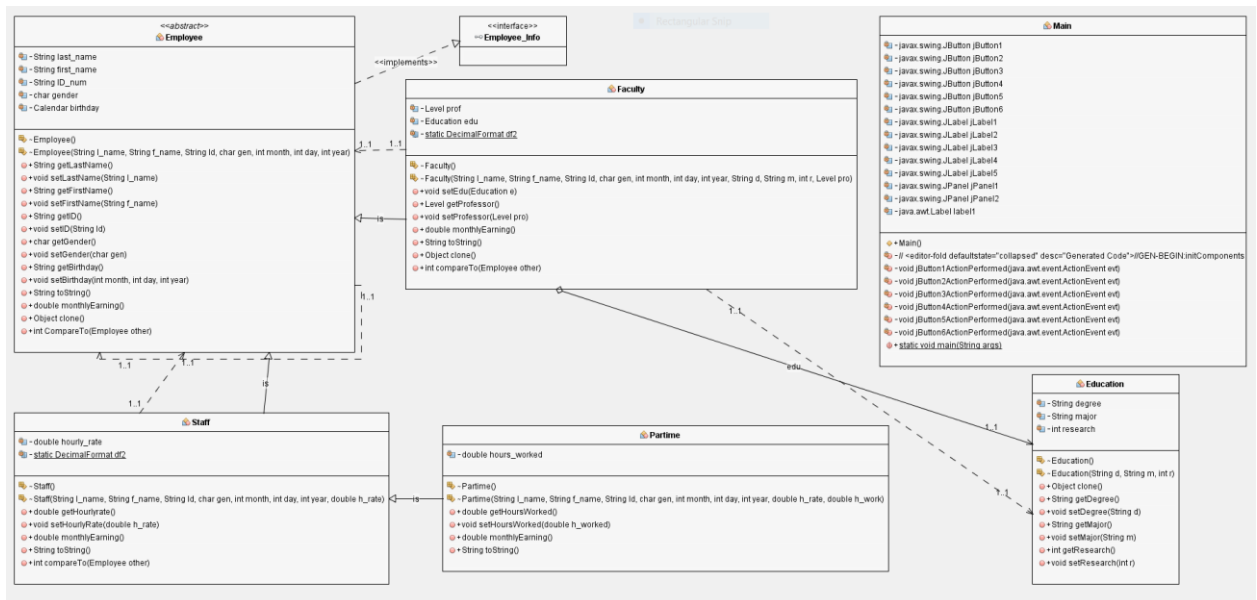 <<abstract>>
Employee
- String last_name
- String first_name
- String ID_num
- char gender
- Calendar birthday
- Employee()
- Employee(String l_name, String f_name, String Id, char gen, int month, int day, int year)
+ String getLastName()
+ void setLastName(String l_name)
+ String getFirstName()
+ void setFirstName(String f_name)
+ String getID()
+ void setID(String Id)
+ char getGender()
+ void setGender(char gen)
+ String getBirthday()
+ void setBirthday(int month, int day, int year)
+ String toString()
+ double monthlyEarning()
+ Object clone()
+ int CompareTo(Employee other)
<<implements>>
<<interface>>
Employee_Info
Rectangular Snip
Faculty
- Level prof
- Education edu
- static DecimalFormat df2
- Faculty()
- Faculty(String l_name, String f_name, String Id, char gen, int month, int day, int year, String d, String m, int r, Level pro)
+ void setEdu(Education e)
+ Level getProfessor()
+ void setProfessor(Level pro)
+ double monthlyEarning()
+ String toString()
+ Object clone()
+ int compareTo(Employee other)
1..1
1..1
is
1..1
1..1
1..1
1..1
is
1..1
edu
1..1
1..1
Main
- javax.swing.JButton jButton1
- javax.swing.JButton jButton2
- javax.swing.JButton jButton3
- javax.swing.JButton jButton4
- javax.swing.JButton jButton5
- javax.swing.JButton jButton6
- javax.swing.JLabel jLabel1
- javax.swing.JLabel jLabel2
- javax.swing.JLabel jLabel3
- javax.swing.JLabel jLabel4
- javax.swing.JLabel jLabel5
- javax.swing.JPanel jPanel1
- javax.swing.JPanel jPanel2
- java.awt.Label label1
+ Main()
- // <editor-fold defaultstate="collapsed" desc="Generated Code">//GEN-BEGIN:initComponents
- void jButton1ActionPerformed(java.awt.event.ActionEvent evt)
- void jButton2ActionPerformed(java.awt.event.ActionEvent evt)
- void jButton3ActionPerformed(java.awt.event.ActionEvent evt)
- void jButton4ActionPerformed(java.awt.event.ActionEvent evt)
- void jButton5ActionPerformed(java.awt.event.ActionEvent evt)
- void jButton6ActionPerformed(java.awt.event.ActionEvent evt)
+ static void main(String args)
Staff
- double hourly_rate
- static DecimalFormat df2
- Staff()
- Staff(String l_name, String f_name, String Id, char gen, int month, int day, int year, double h_rate)
+ double getHourlyrate()
+ void setHourlyRate(double h_rate)
+ double monthlyEarning()
+ String toString()
+ int compareTo(Employee other)
is
Partime
- double hours_worked
- Partime()
- Partime(String l_name, String f_name, String Id, char gen, int month, int day, int year, double h_rate, double h_work)
+ double getHoursWorked()
+ void setHoursWorked(double h_worked)
+ double monthlyEarning()
+ String toString()
Education
- String degree
- String major
- int research
- Education()
- Education(String d, String m, int r)
+ Object clone()
+ String getDegree()
+ void setDegree(String d)
+ String getMajor()
+ void setMajor(String m)
+ int getResearch()
+ void setResearch(int r)